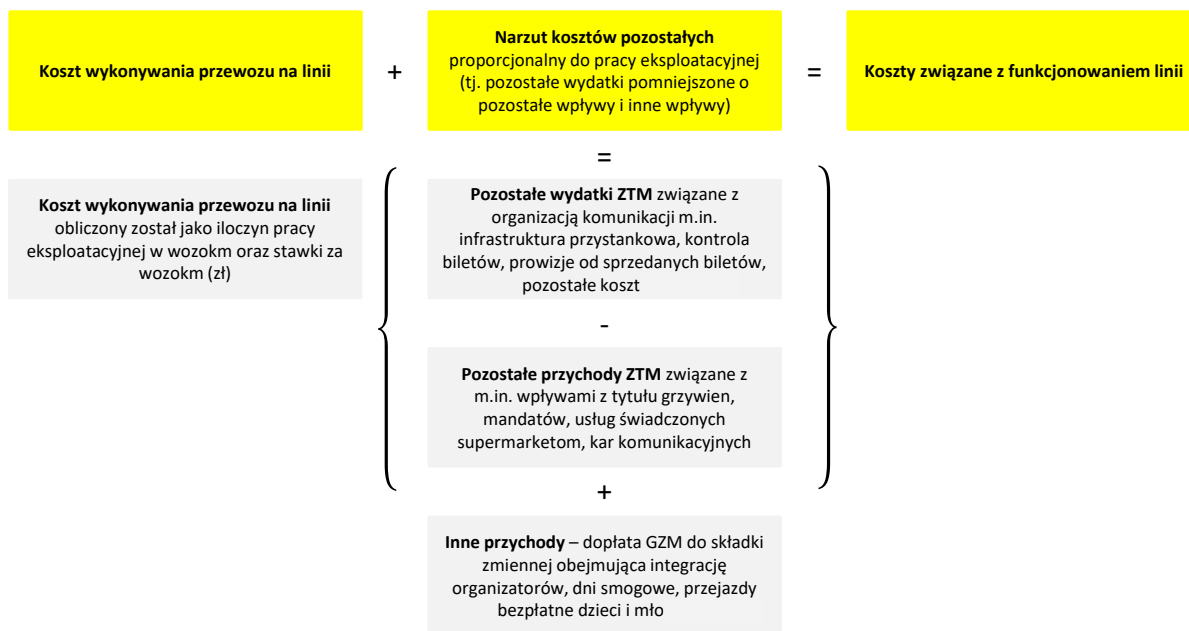 Koszt wykonywania przewozu na linii
+
Narzut kosztów pozostałych
proporcjonalny do pracy eksploatacyjnej
(tj. pozostałe wydatki pomniejszone o
pozostałe wpływy i inne wpływy)
=
Koszty związane z funkcjonowaniem linii
=
Koszt wykonywania przewozu na linii
obliczony został jako iloczyn pracy
eksploatacyjnej w wozokm oraz stawki za
wozokm (zł)
Pozostałe wydatki ZTM związane z
organizacją komunikacji m.in.
infrastruktura przystankowa, kontrola
biletów, prowizje od sprzedanych biletów,
pozostałe koszt
-
Pozostałe przychody ZTM związane z
m.in. wpływami z tytułu grzywien,
mandatów, usług świadczonych
supermarketom, kar komunikacyjnych
+
Inne przychody – dopłata GZM do składki
zmiennej obejmująca integrację
organizatorów, dni smogowe, przejazdy
bezpłatne dzieci i mło